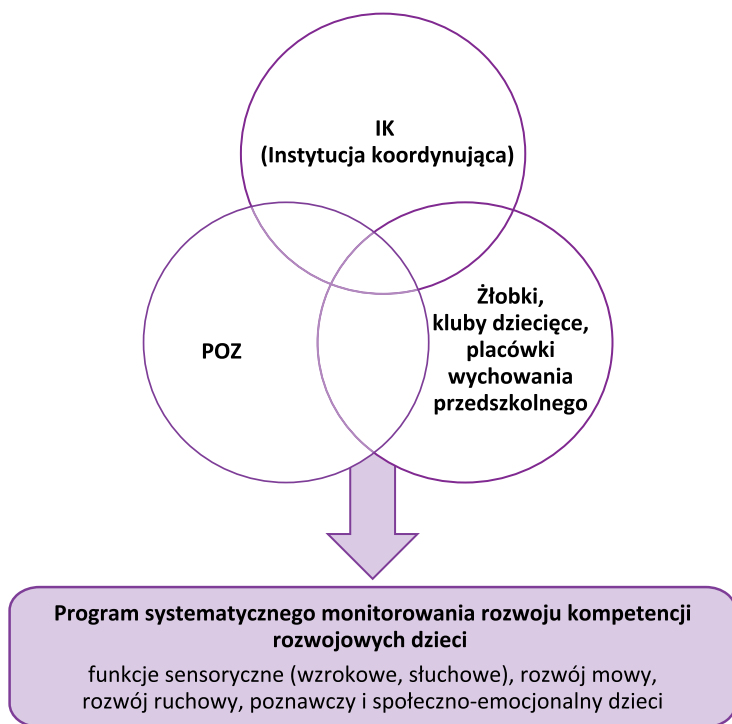 IK
(Instytucja koordynująca)
POZ
Żłobki,
kluby dziecięce,
placówki
wychowania
przedszkolnego
Program systematycznego monitorowania rozwoju kompetencji
rozwojowych dzieci
funkcje sensoryczne (wzrokowe, słuchowe), rozwój mowy,
rozwój ruchowy, poznawczy i społeczno-emocjonalny dzieci